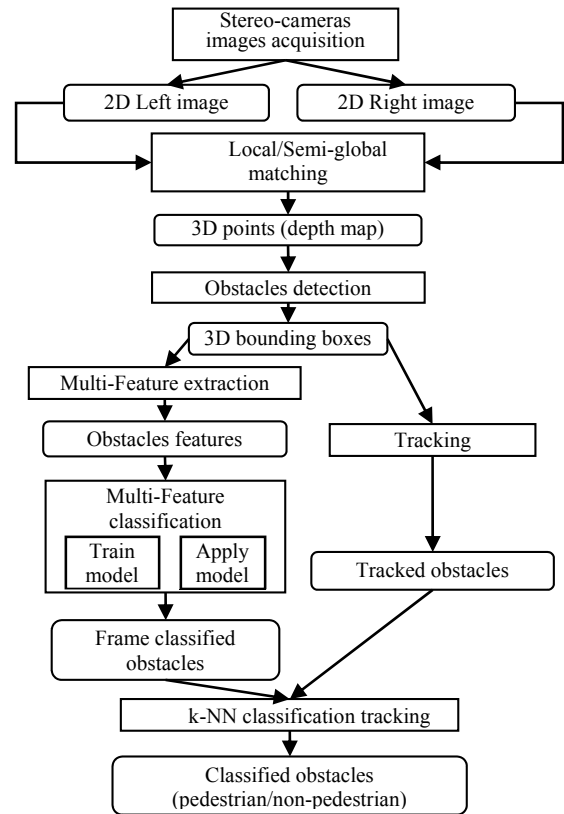 Stereo-cameras
images acquisition
2D Left image
2D Right image
Local/Semi-global
matching
3D points (depth map)
Obstacles detection
3D bounding boxes
Multi-Feature extraction
Obstacles features
Tracking
Multi-Feature
classification
Train
model
Apply
model
Tracked obstacles
Frame classified
obstacles
k-NN classification tracking
Classified obstacles
(pedestrian/non-pedestrian)